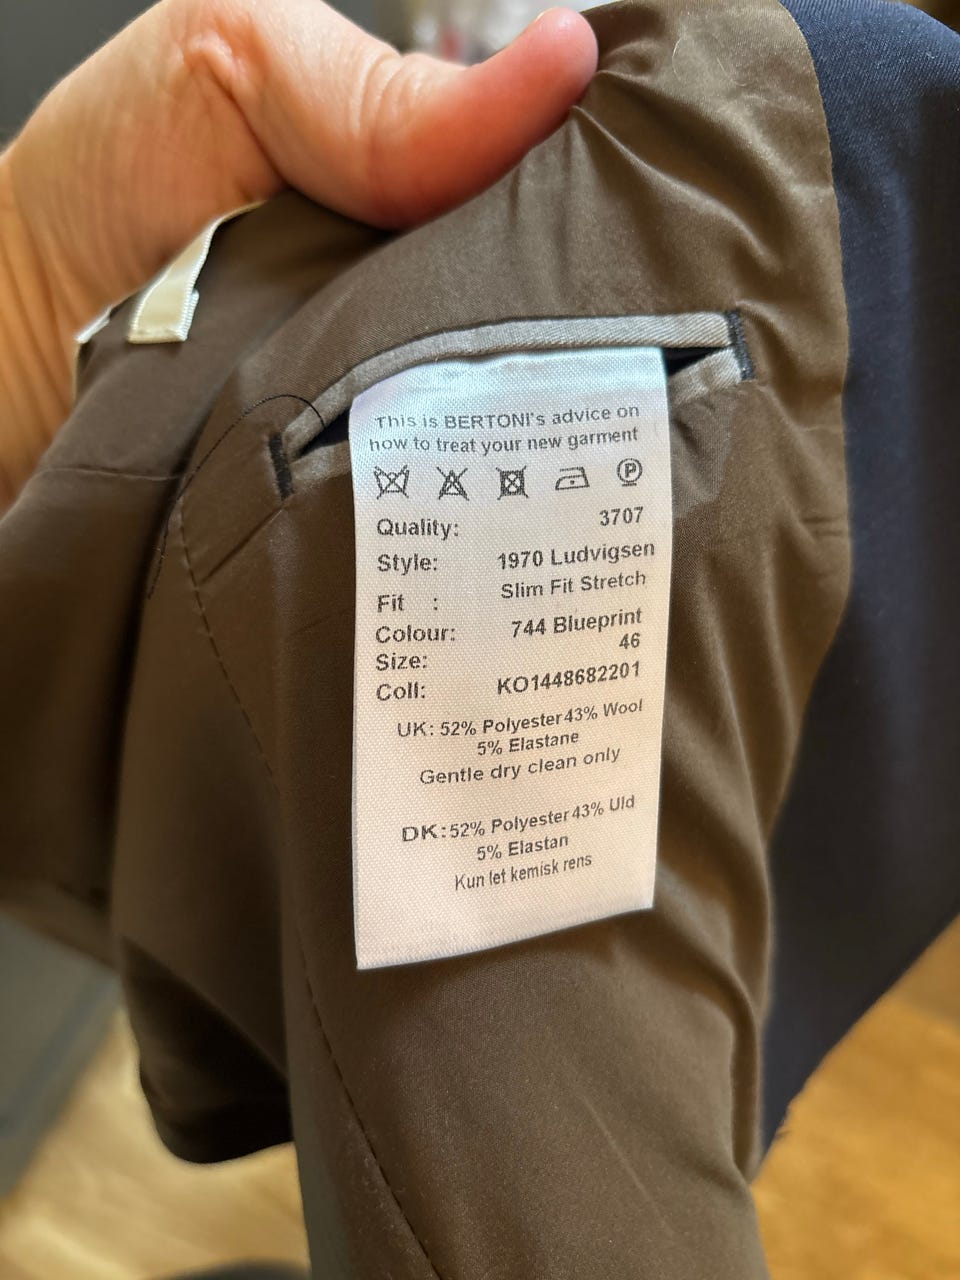 This is BERTONI's advice on
how to treat your new garment
P
Quality: 3707
Style: 1970 Ludvigsen
Fit : Slim Fit Stretch
Colour: 744 Blueprint
Size: 46
Coll: KO1448682201
UK: 52% Polyester 43% Wool
5% Elastane
Gentle dry clean only
DK: 52% Polyester 43% Uld
5% Elastan
Kun let kemisk rens